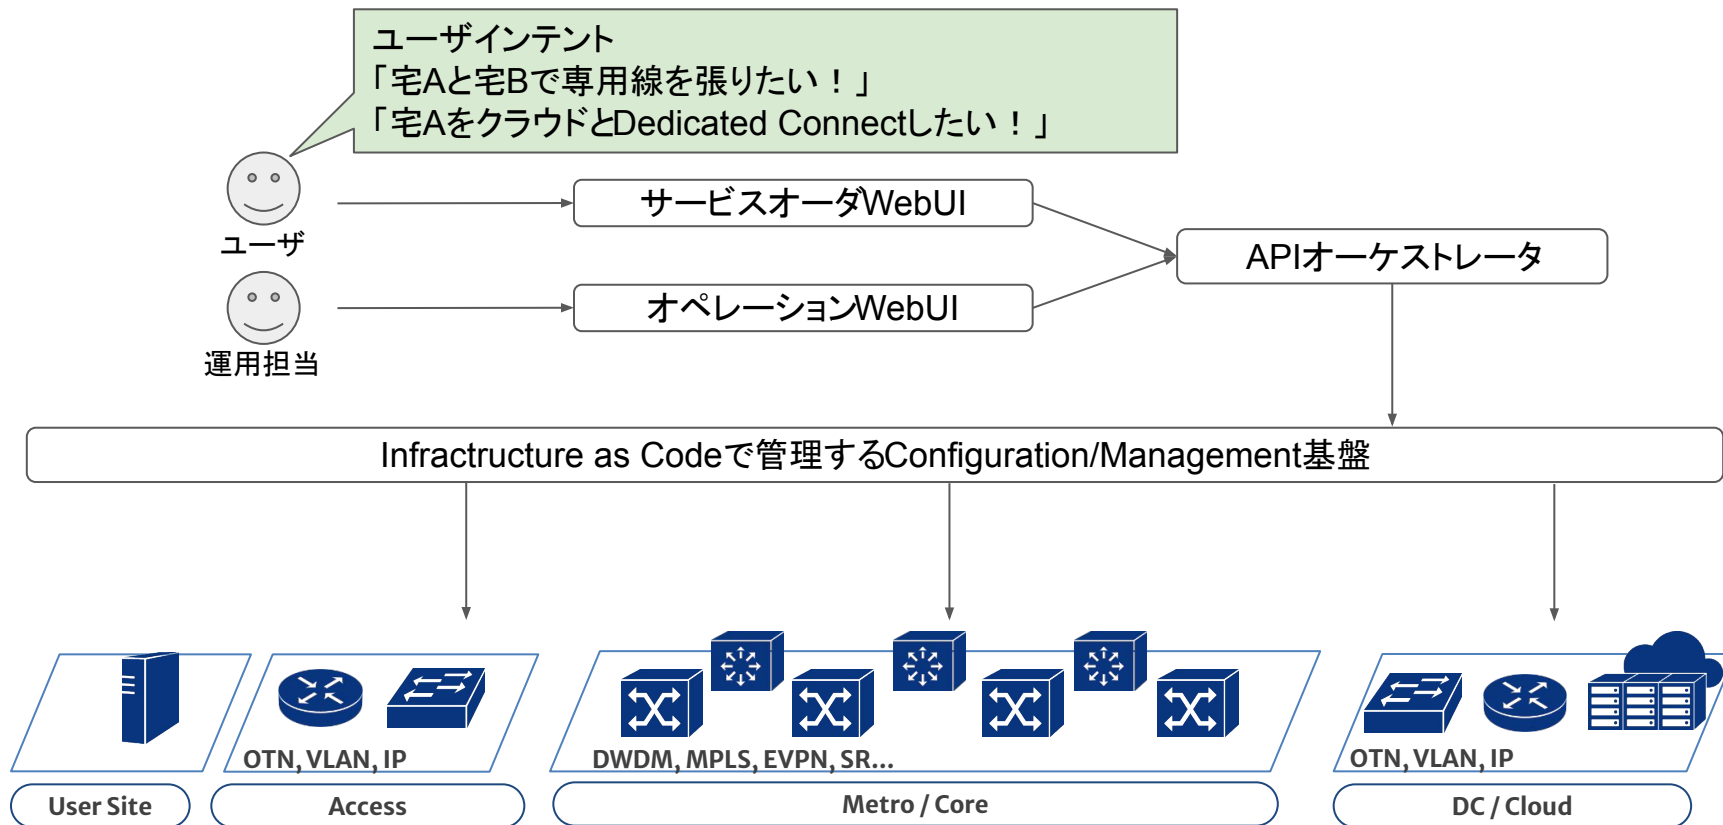 ユーザインテント
「宅Aと宅Bで専用線を張りたい！」
「宅AをクラウドとDedicated Connectしたい！」
サービスオーダWebUI
ユーザ
APIオーケストレータ
オペレーションWebUI
運用担当
Infractructure as Codeで管理するConfiguration/Management基盤
OTN, VLAN, IP
DWDM, MPLS, EVPN, SR...
OTN, VLAN, IP
User Site
Access
Metro / Core
DC / Cloud